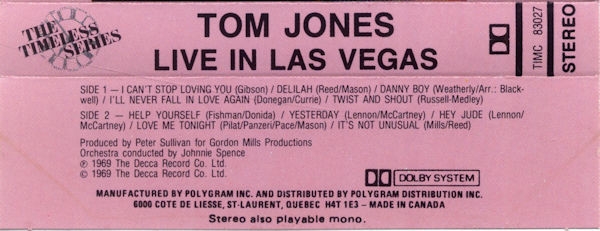 THE TIMELESS SERIES
TOM JONES
LIVE IN LAS VEGAS
TIMC 83027
STEREO
SIDE 1 — I CAN'T STOP LOVING YOU (Gibson) / DELILAH (Reed/Mason) / DANNY BOY (Weatherly/Arr.: Black-
well) / I'LL NEVER FALL IN LOVE AGAIN (Donegan/Currie) / TWIST AND SHOUT (Russell-Medley)
SIDE 2 — HELP YOURSELF (Fishman/Donida) / YESTERDAY (Lennon/McCartney) / HEY JUDE (Lennon/
McCartney) / LOVE ME TONIGHT (Pilat/Panzeri/Pace/Mason) / IT'S NOT UNUSUAL (Mills/Reed)
Produced by Peter Sullivan for Gordon Mills Productions
Orchestra conducted by Johnnie Spence
℗ 1969 The Decca Record Co. Ltd.
© 1969 The Decca Record Co. Ltd.
DOLBY SYSTEM
MANUFACTURED BY POLYGRAM INC. AND DISTRIBUTED BY POLYGRAM DISTRIBUTION INC.
6000 COTE DE LIESSE, ST-LAURENT, QUEBEC H4T 1E3 – MADE IN CANADA
Stereo also playable mono.